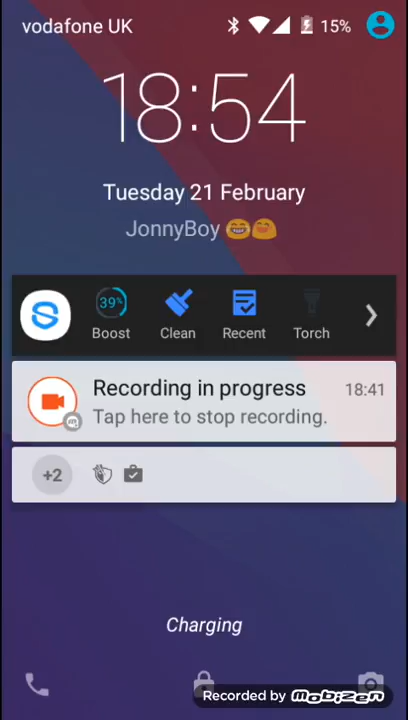 vodafone UK
15%
18:54
Tuesday 21 February
JonnyBoy 😂😄
39%
Boost
Clean
Recent
Torch
Recording in progress
18:41
Tap here to stop recording.
+2
Charging
Recorded by mobizen